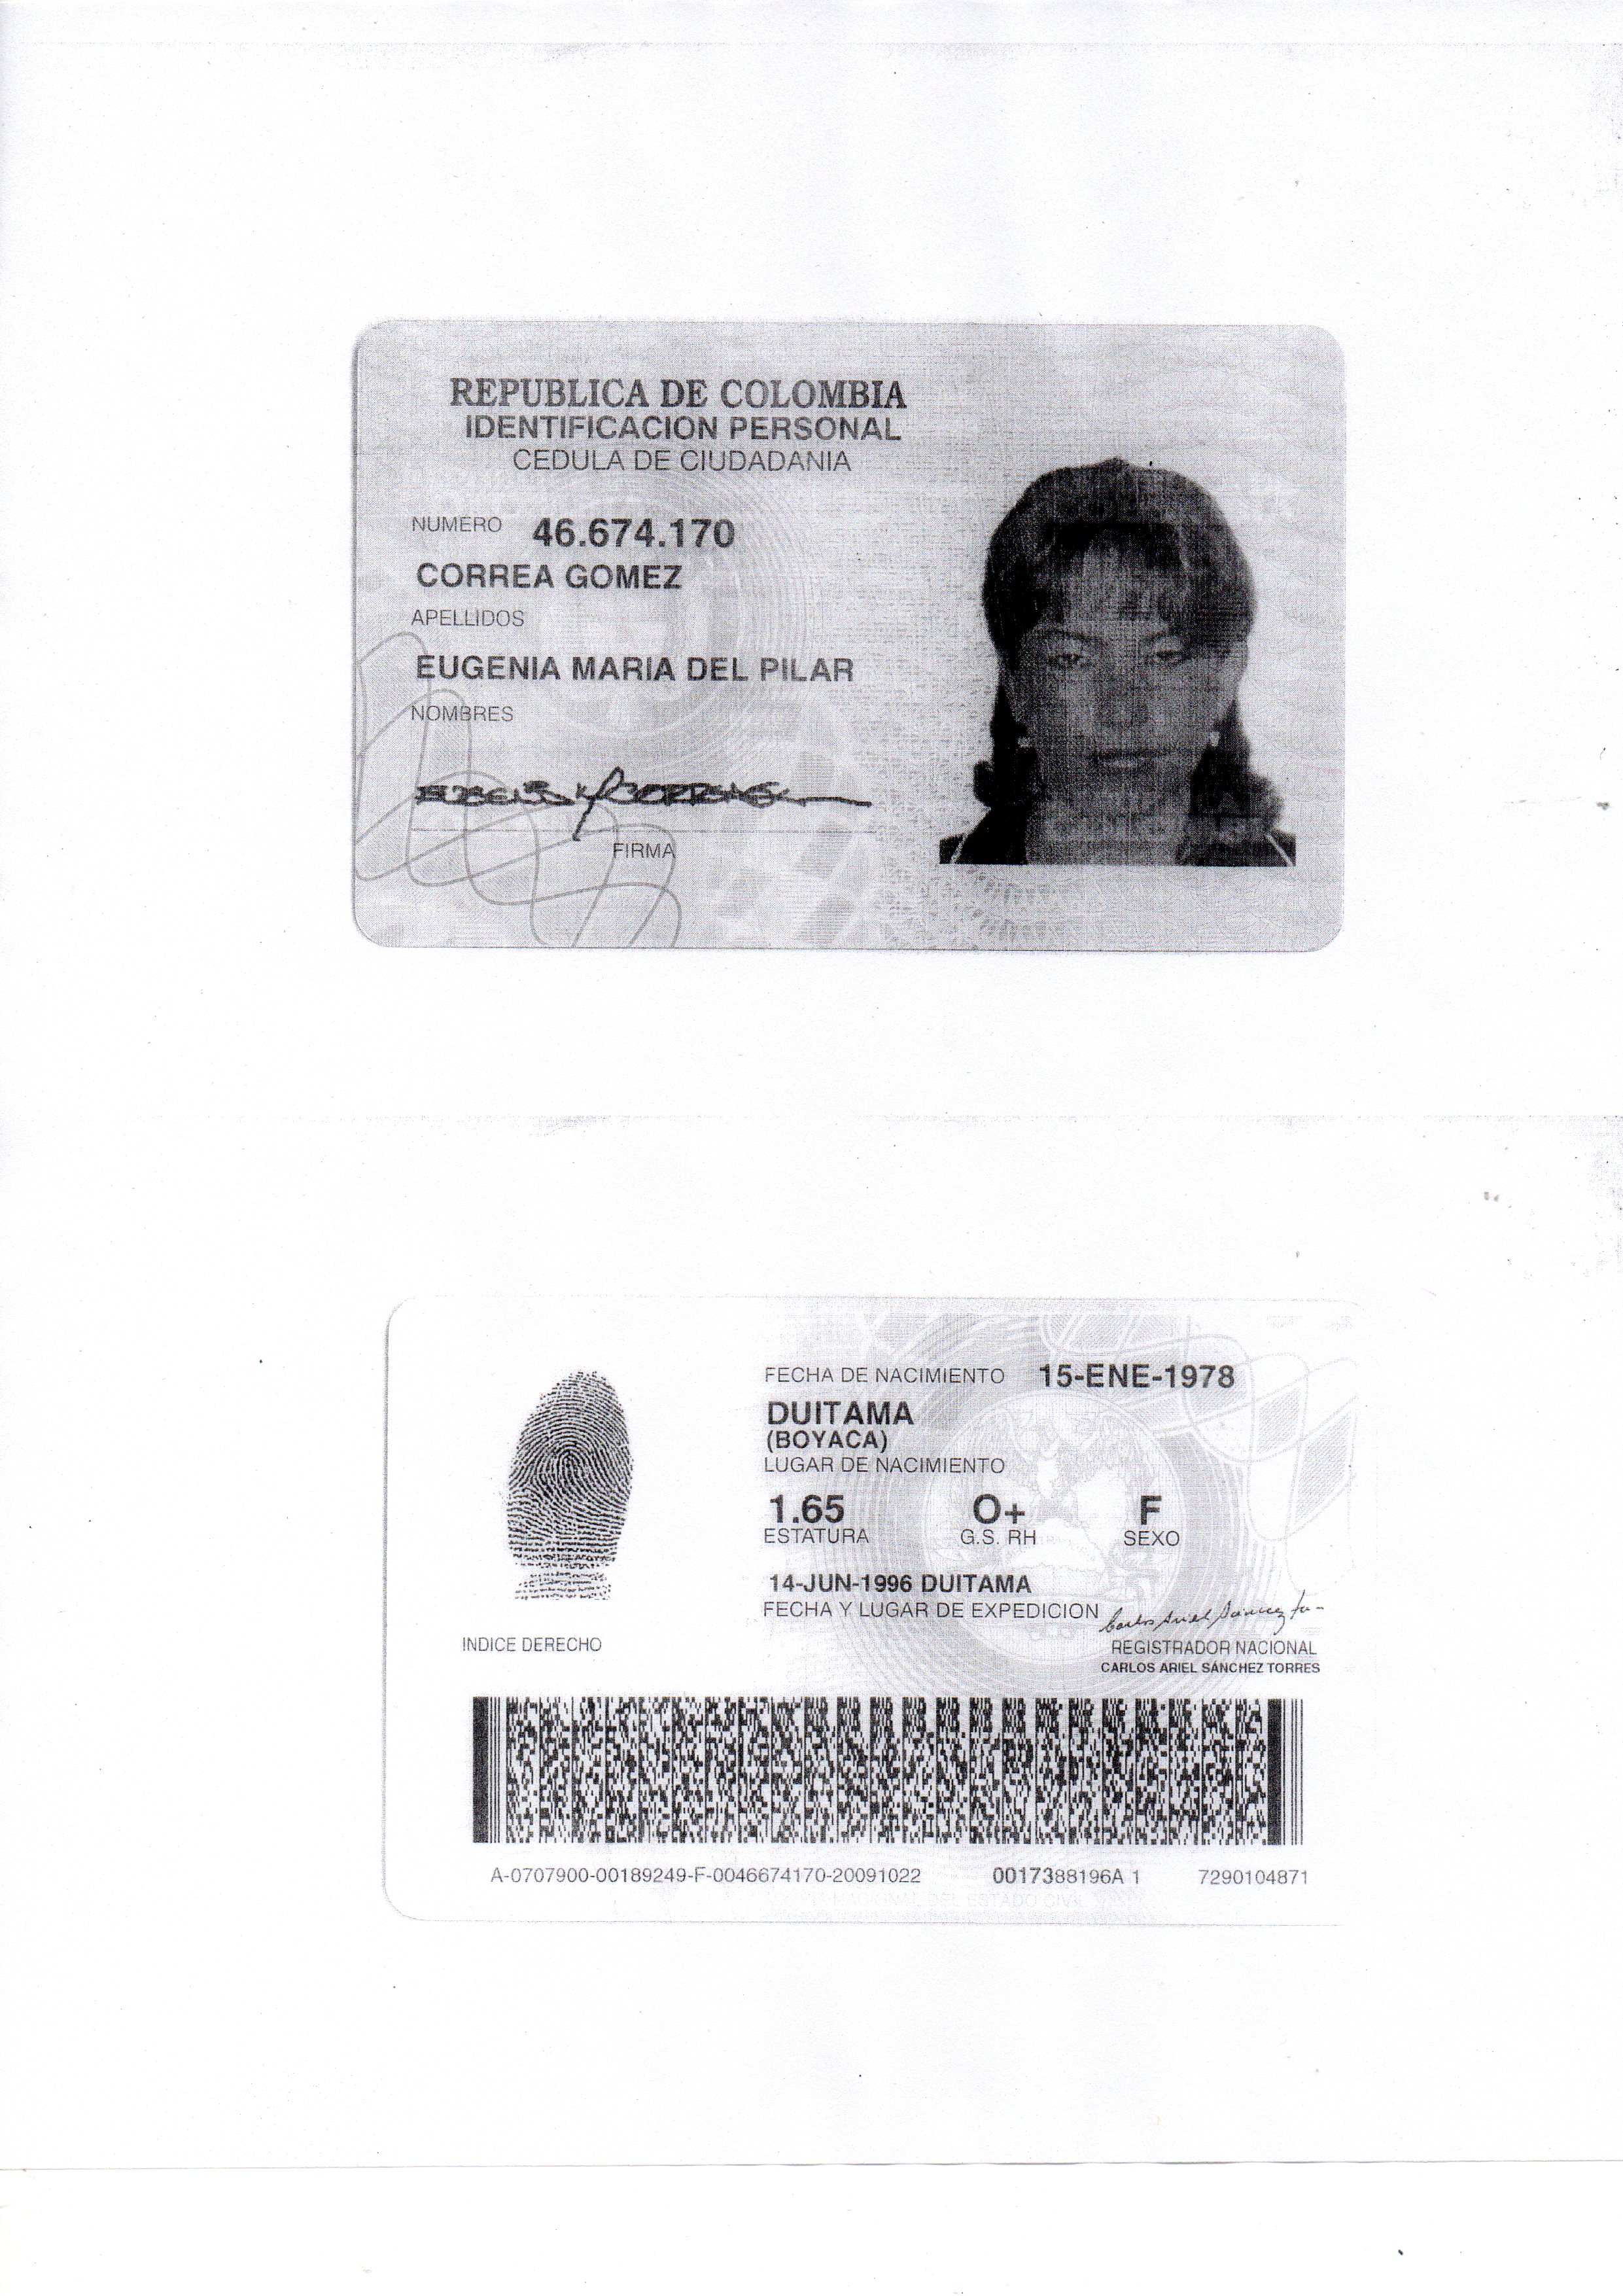 REPUBLICA DE COLOMBIA
IDENTIFICACION PERSONAL
CEDULA DE CIUDADANIA
NUMERO 46.674.170
CORREA GOMEZ
APELLIDOS
EUGENIA MARIA DEL PILAR
NOMBRES
FIRMA
FECHA DE NACIMIENTO 15-ENE-1978
DUITAMA
(BOYACA)
LUGAR DE NACIMIENTO
1.65 O+ F
ESTATURA G.S. RH SEXO
14-JUN-1996 DUITAMA
FECHA Y LUGAR DE EXPEDICION
INDICE DERECHO
REGISTRADOR NACIONAL
CARLOS ARIEL SÁNCHEZ TORRES
A-0707900-00189249-F-0046674170-20091022 0017388196A 1 7290104871